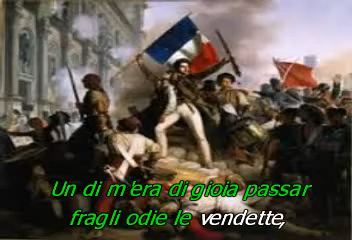 Un di m'era di gioia passar
fragli odie le vendette,